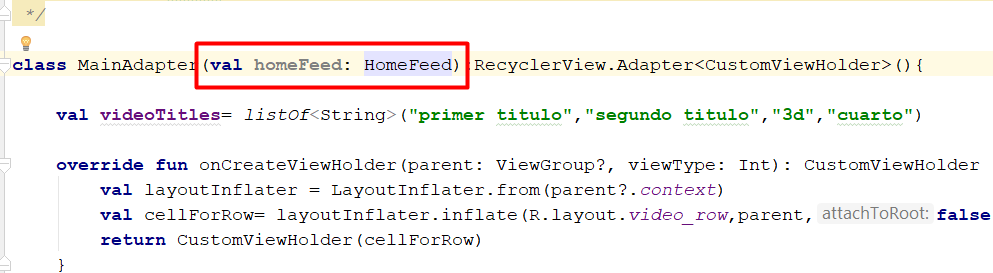 */
class MainAdapter(val homeFeed: HomeFeed):RecyclerView.Adapter<CustomViewHolder>(){
val videoTitles= listOf<String>("primer titulo","segundo titulo","3d","cuarto")
override fun onCreateViewHolder(parent: ViewGroup?, viewType: Int): CustomViewHolder
val layoutInflater = LayoutInflater.from(parent?.context)
val cellForRow= layoutInflater.inflate(R.layout.video_row,parent, attachToRoot: false
return CustomViewHolder(cellForRow)
}